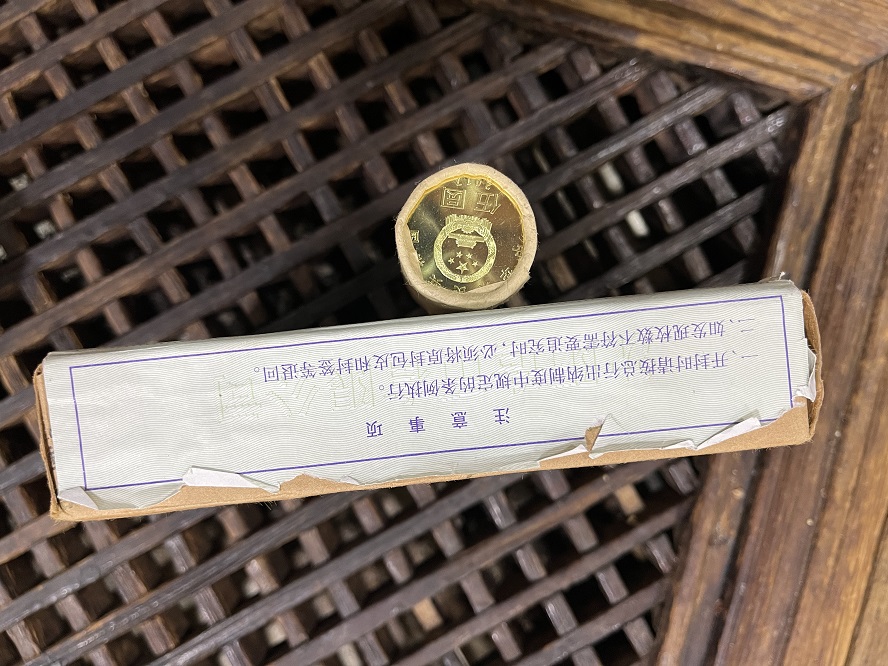 注意事项
一、开封时请按总行出纳制度中规定的条例执行。
二、如发现枚数不符需要追究时，必须将原封包皮和封签等退回。
2017
伍圆